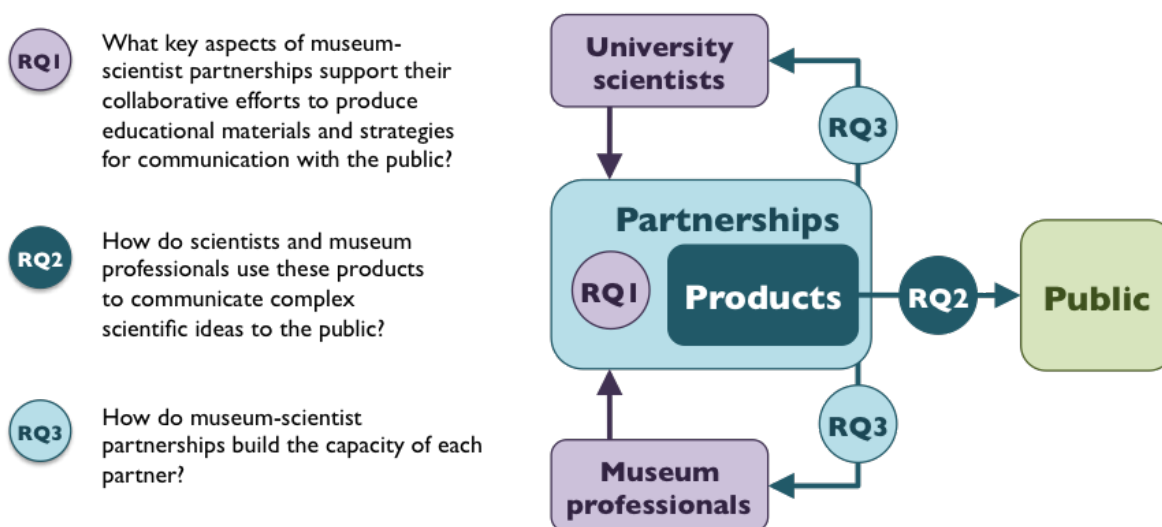 RQ1
What key aspects of museum-
scientist partnerships support their
collaborative efforts to produce
educational materials and strategies
for communication with the public?
RQ2
How do scientists and museum
professionals use these products
to communicate complex
scientific ideas to the public?
RQ3
How do museum-scientist
partnerships build the capacity of each
partner?
University
scientists
RQ3
Partnerships
RQ1
Products
RQ2
Public
RQ3
Museum
professionals